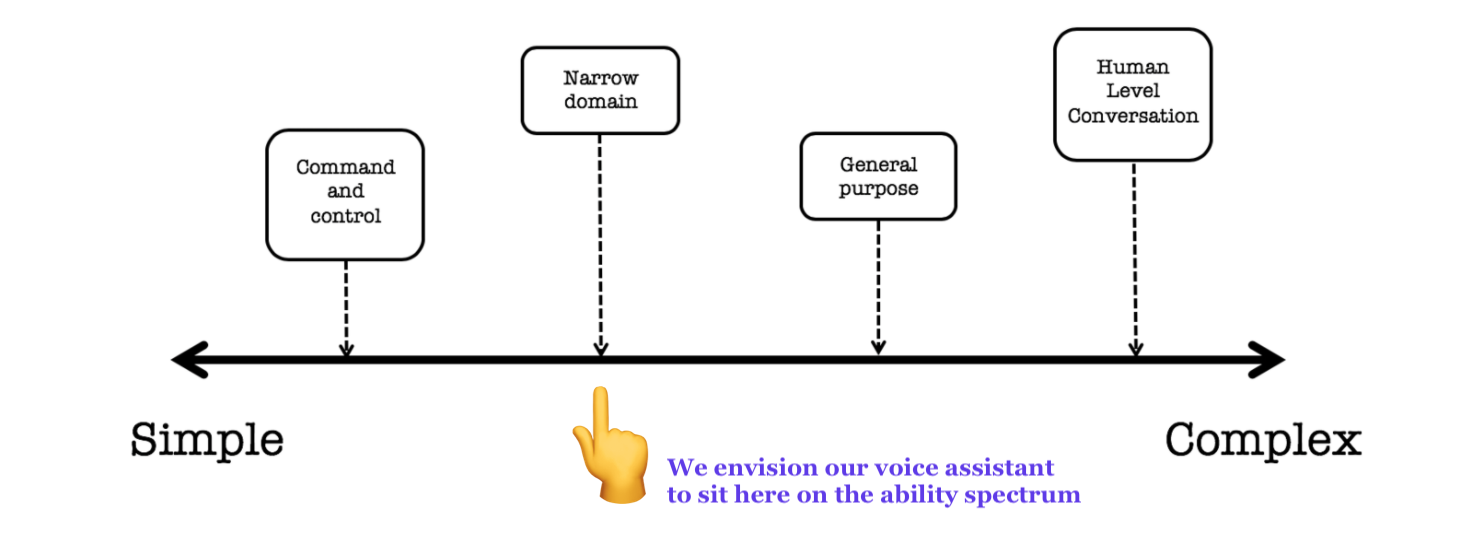 Command
and
control
Narrow
domain
General
purpose
Human
Level
Conversation
Simple
Complex
We envision our voice assistant
to sit here on the ability spectrum